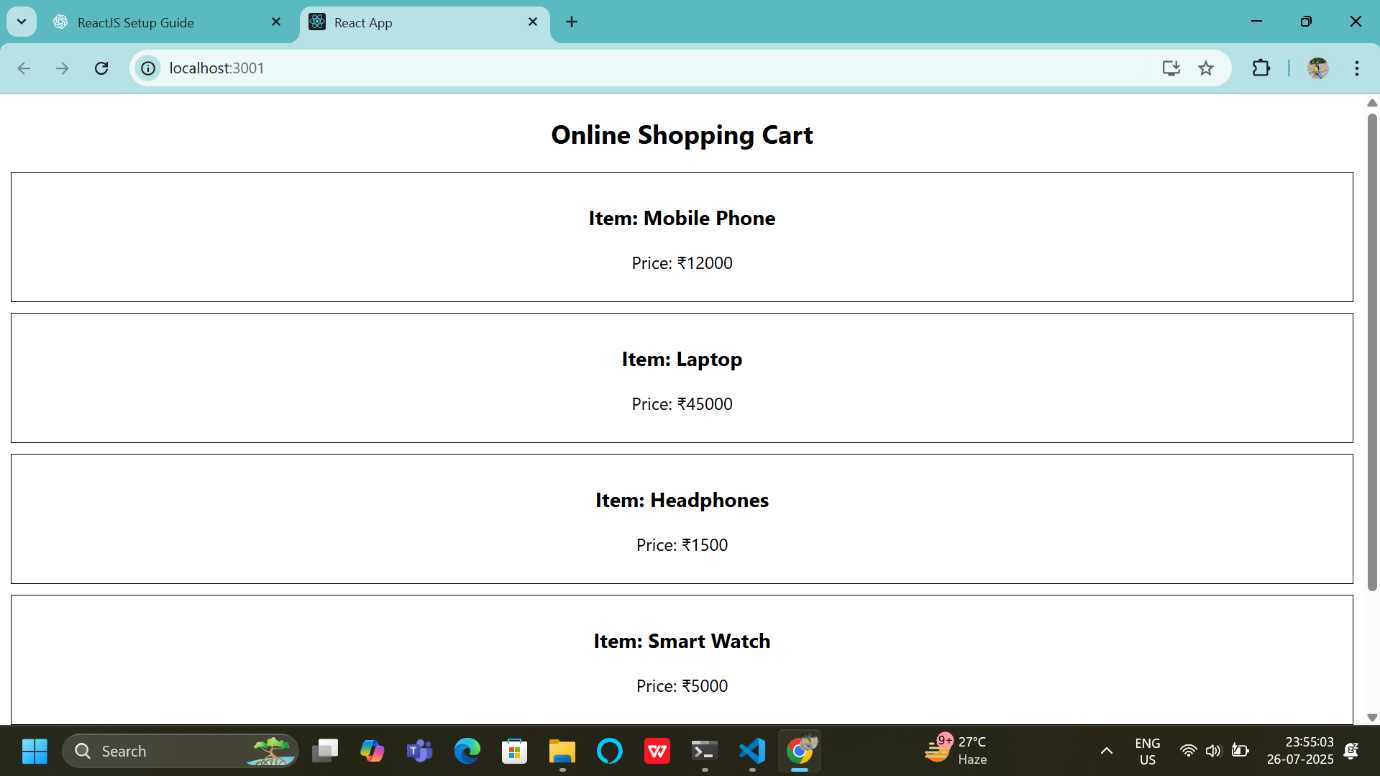 ReactJS Setup Guide
React App
localhost:3001
Online Shopping Cart
Item: Mobile Phone
Price: ₹12000
Item: Laptop
Price: ₹45000
Item: Headphones
Price: ₹1500
Item: Smart Watch
Price: ₹5000
Search
9+
27°C
Haze
ENG
US
23:55:03
26-07-2025